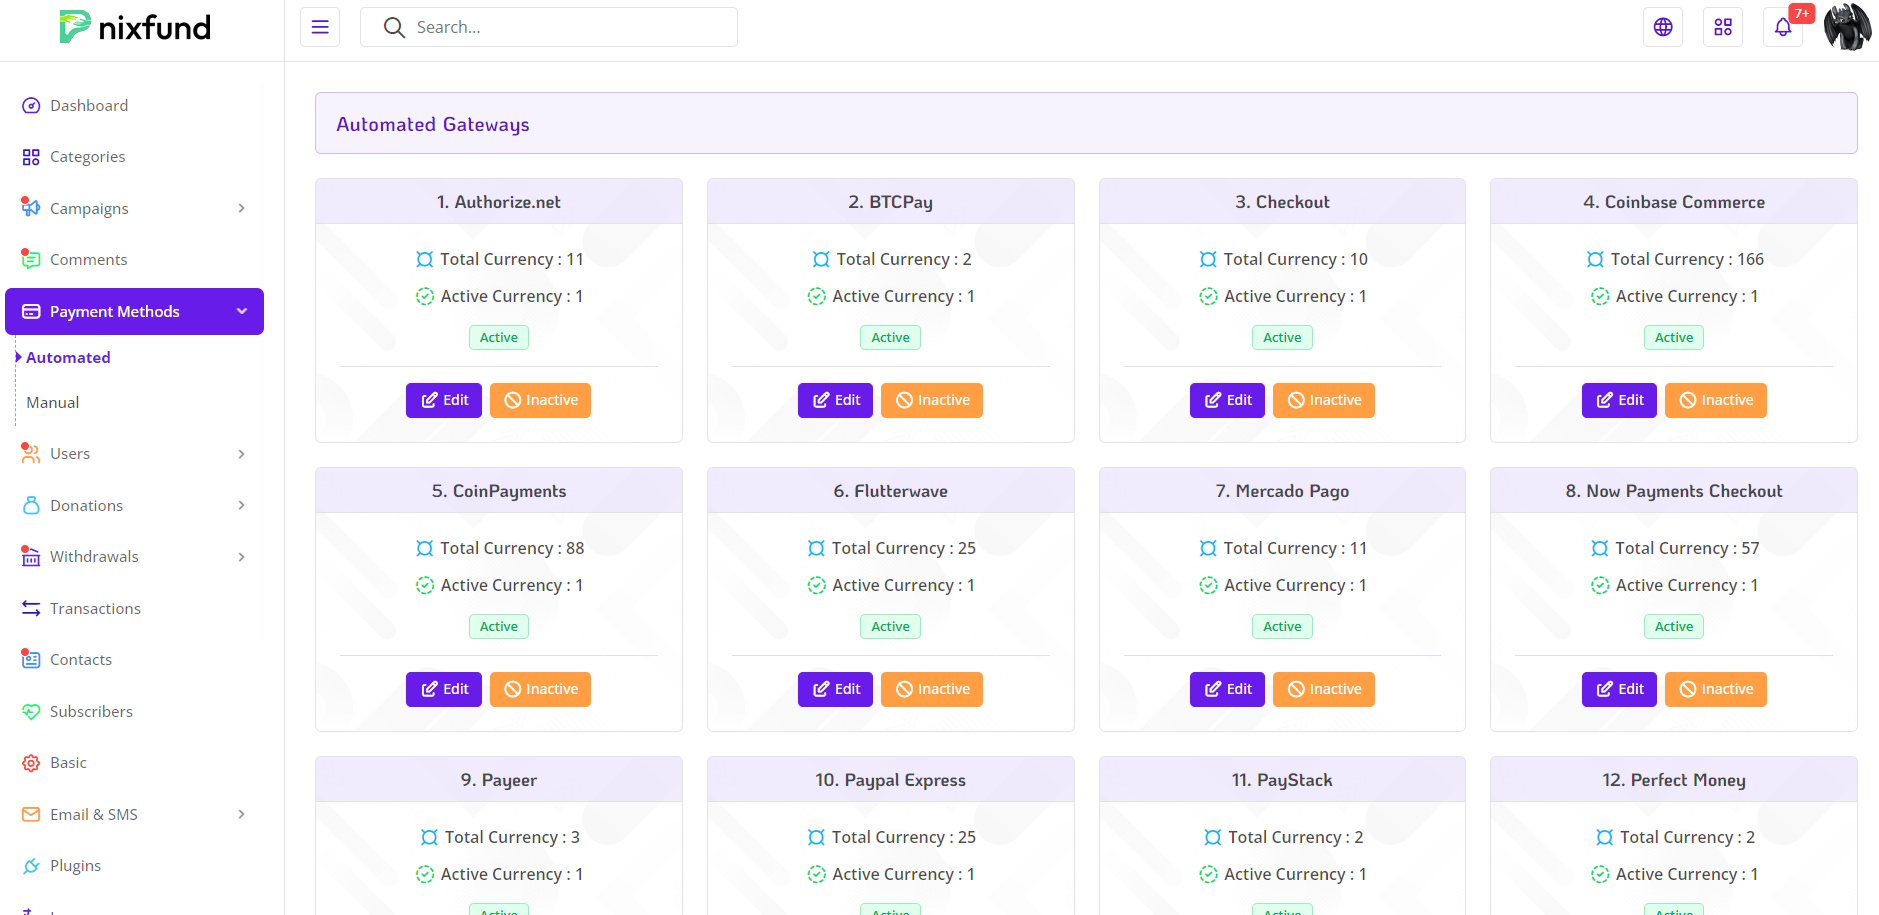 nixfund
Search...
7+
Dashboard
Categories
Campaigns
Comments
Payment Methods
Automated
Manual
Users
Donations
Withdrawals
Transactions
Contacts
Subscribers
Basic
Email & SMS
Plugins
Automated Gateways
1. Authorize.net
Total Currency : 11
Active Currency : 1
Active
Edit
Inactive
2. BTCPay
Total Currency : 2
Active Currency : 1
Active
Edit
Inactive
3. Checkout
Total Currency : 10
Active Currency : 1
Active
Edit
Inactive
4. Coinbase Commerce
Total Currency : 166
Active Currency : 1
Active
Edit
Inactive
5. CoinPayments
Total Currency : 88
Active Currency : 1
Active
Edit
Inactive
6. Flutterwave
Total Currency : 25
Active Currency : 1
Active
Edit
Inactive
7. Mercado Pago
Total Currency : 11
Active Currency : 1
Active
Edit
Inactive
8. Now Payments Checkout
Total Currency : 57
Active Currency : 1
Active
Edit
Inactive
9. Payeer
Total Currency : 3
Active Currency : 1
Active
10. Paypal Express
Total Currency : 25
Active Currency : 1
Active
11. PayStack
Total Currency : 2
Active Currency : 1
Active
12. Perfect Money
Total Currency : 2
Active Currency : 1
Active